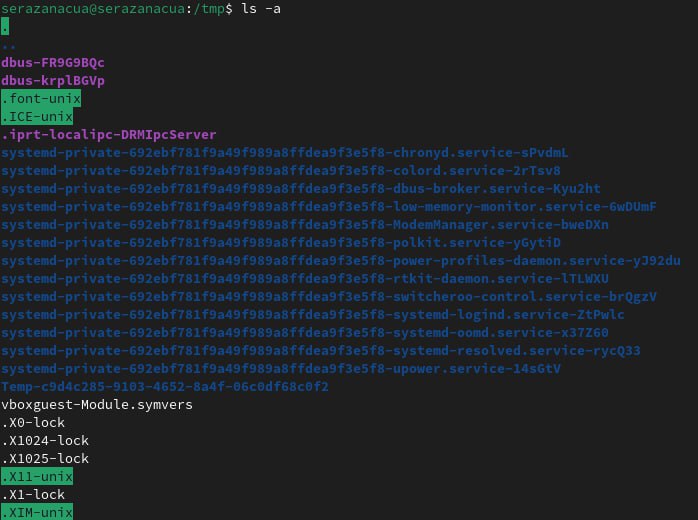 serazanacua@serazanacua:/tmp$ ls -a
.
..
dbus-FR9G9BQc
dbus-krplBGVp
.font-unix
.ICE-unix
.iprt-localipc-DRMIpcServer
systemd-private-692ebf781f9a49f989a8ffdea9f3e5f8-chronyd.service-sPvdmL
systemd-private-692ebf781f9a49f989a8ffdea9f3e5f8-colord.service-2rTsv8
systemd-private-692ebf781f9a49f989a8ffdea9f3e5f8-dbus-broker.service-Kyu2ht
systemd-private-692ebf781f9a49f989a8ffdea9f3e5f8-low-memory-monitor.service-6wDUmF
systemd-private-692ebf781f9a49f989a8ffdea9f3e5f8-ModemManager.service-bweDXn
systemd-private-692ebf781f9a49f989a8ffdea9f3e5f8-polkit.service-yGytiD
systemd-private-692ebf781f9a49f989a8ffdea9f3e5f8-power-profiles-daemon.service-yJ92du
systemd-private-692ebf781f9a49f989a8ffdea9f3e5f8-rtkit-daemon.service-lTLWXU
systemd-private-692ebf781f9a49f989a8ffdea9f3e5f8-switcheroo-control.service-brQgzV
systemd-private-692ebf781f9a49f989a8ffdea9f3e5f8-systemd-logind.service-ZtPwlc
systemd-private-692ebf781f9a49f989a8ffdea9f3e5f8-systemd-oomd.service-x37Z60
systemd-private-692ebf781f9a49f989a8ffdea9f3e5f8-systemd-resolved.service-rycQ33
systemd-private-692ebf781f9a49f989a8ffdea9f3e5f8-upower.service-14sGtV
Temp-c9d4c285-9103-4652-8a4f-06c0df68c0f2
vboxguest-Module.symvers
.X0-lock
.X1024-lock
.X1025-lock
.X11-unix
.X1-lock
.XIM-unix